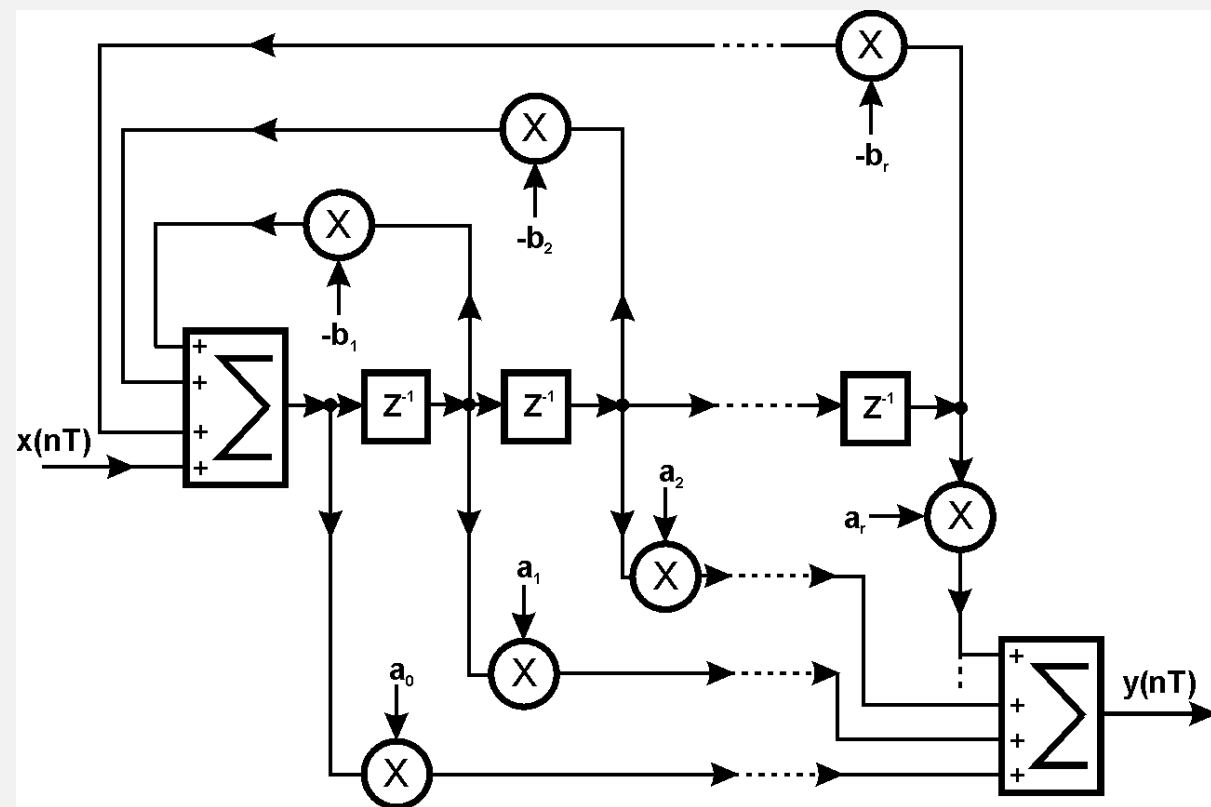 X
-bᵣ
X
-b₂
X
-b₁
+
+
+
+
Σ
x(nT)
z⁻¹
z⁻¹
z⁻¹
a₂
X
aᵣ
X
a₁
X
a₀
X
+
+
+
+
Σ
y(nT)